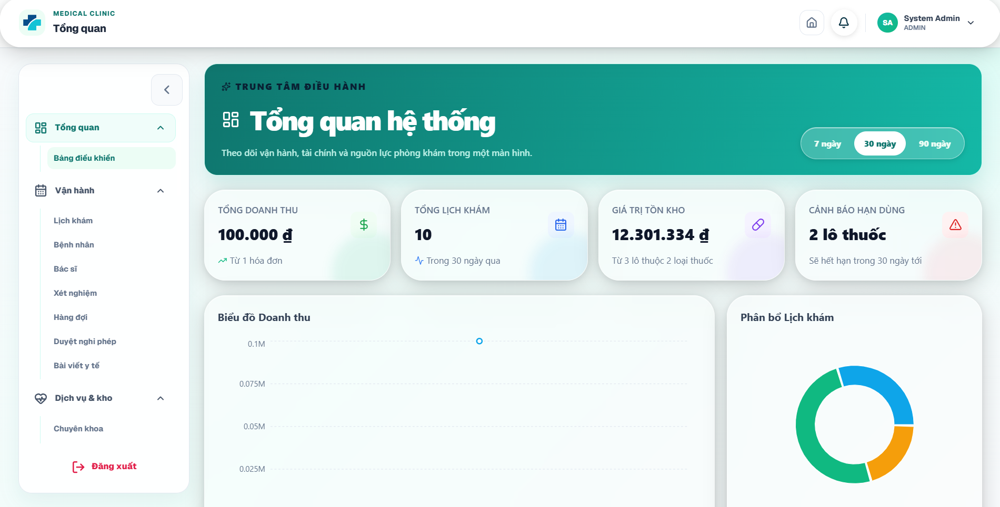 MEDICAL CLINIC
Tổng quan
SA
System Admin
ADMIN
Tổng quan
Bảng điều khiển
Vận hành
Lịch khám
Bệnh nhân
Bác sĩ
Xét nghiệm
Hàng đợi
Duyệt nghỉ phép
Bài viết y tế
Dịch vụ & kho
Chuyên khoa
Đăng xuất
TRUNG TÂM ĐIỀU HÀNH
Tổng quan hệ thống
Theo dõi vận hành, tài chính và nguồn lực phòng khám trong một màn hình.
7 ngày
30 ngày
90 ngày
TỔNG DOANH THU
100.000 ₫
Từ 1 hóa đơn
TỔNG LỊCH KHÁM
10
Trong 30 ngày qua
GIÁ TRỊ TỒN KHO
12.301.334 ₫
Từ 3 lô thuộc 2 loại thuốc
CẢNH BÁO HẠN DÙNG
2 lô thuốc
Sẽ hết hạn trong 30 ngày tới
Biểu đồ Doanh thu
0.1M
0.075M
0.05M
0.025M
Phân bổ Lịch khám